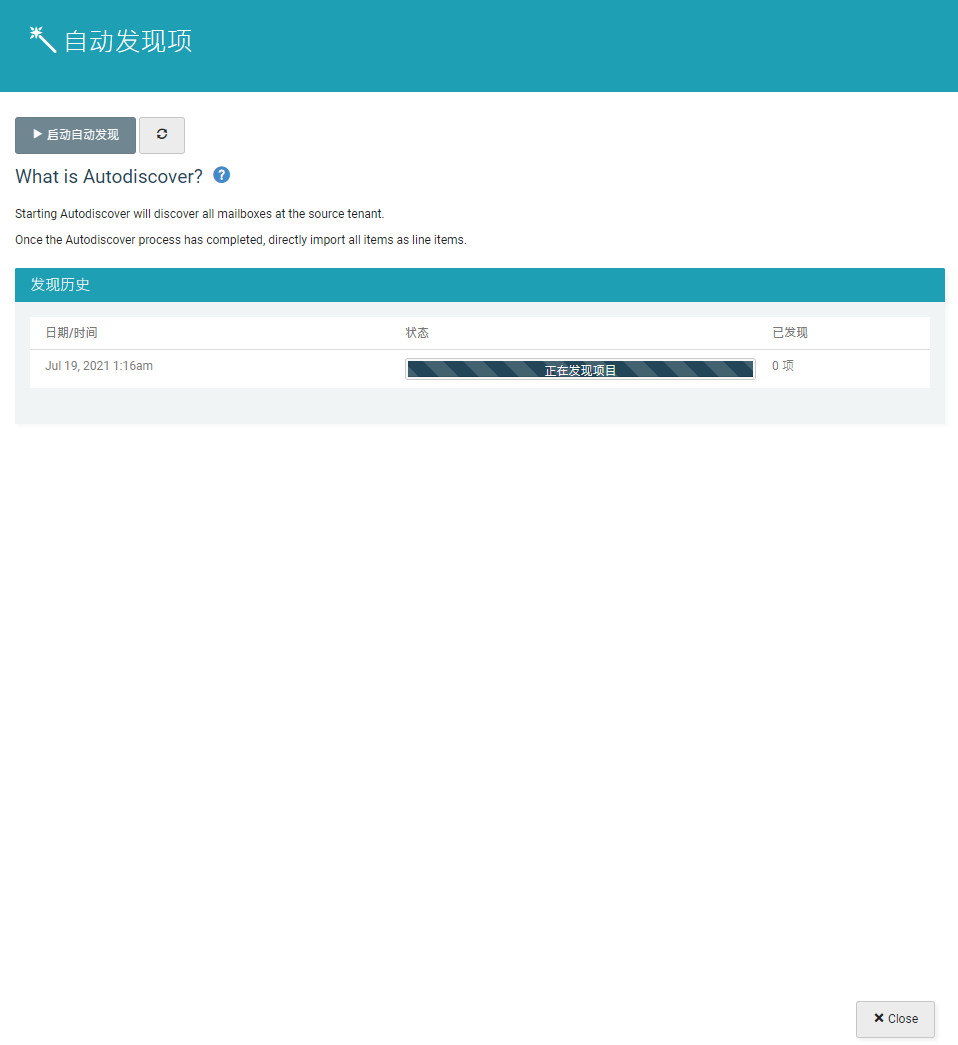 自动发现项
启动自动发现
What is Autodiscover? ?
Starting Autodiscover will discover all mailboxes at the source tenant.
Once the Autodiscover process has completed, directly import all items as line items.
发现历史
日期/时间 状态 已发现
Jul 19, 2021 1:16am 正在发现项目 0 项
Close